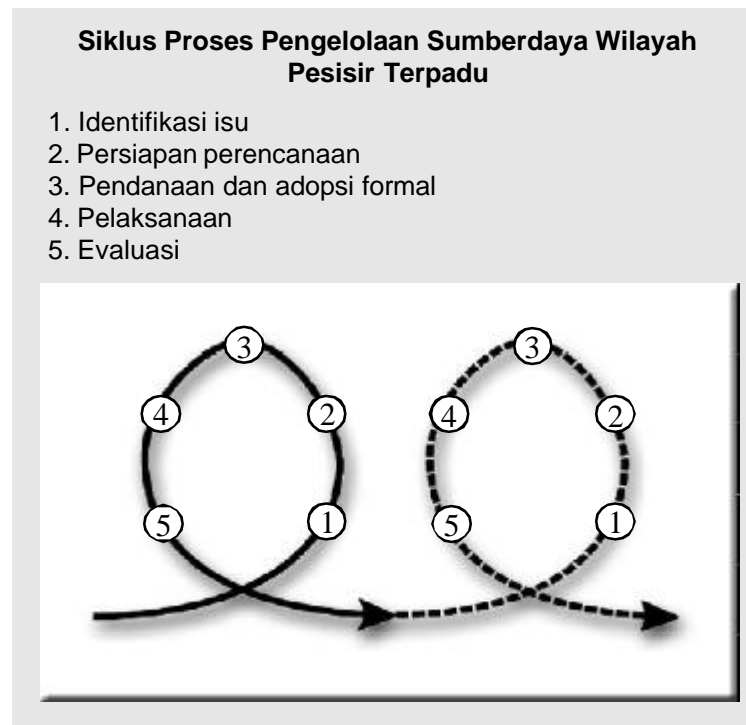 Siklus Proses Pengelolaan Sumberdaya Wilayah
Pesisir Terpadu
1. Identifikasi isu
2. Persiapan perencanaan
3. Pendanaan dan adopsi formal
4. Pelaksanaan
5. Evaluasi
3 3
4 2 4 2
5 1 5 1